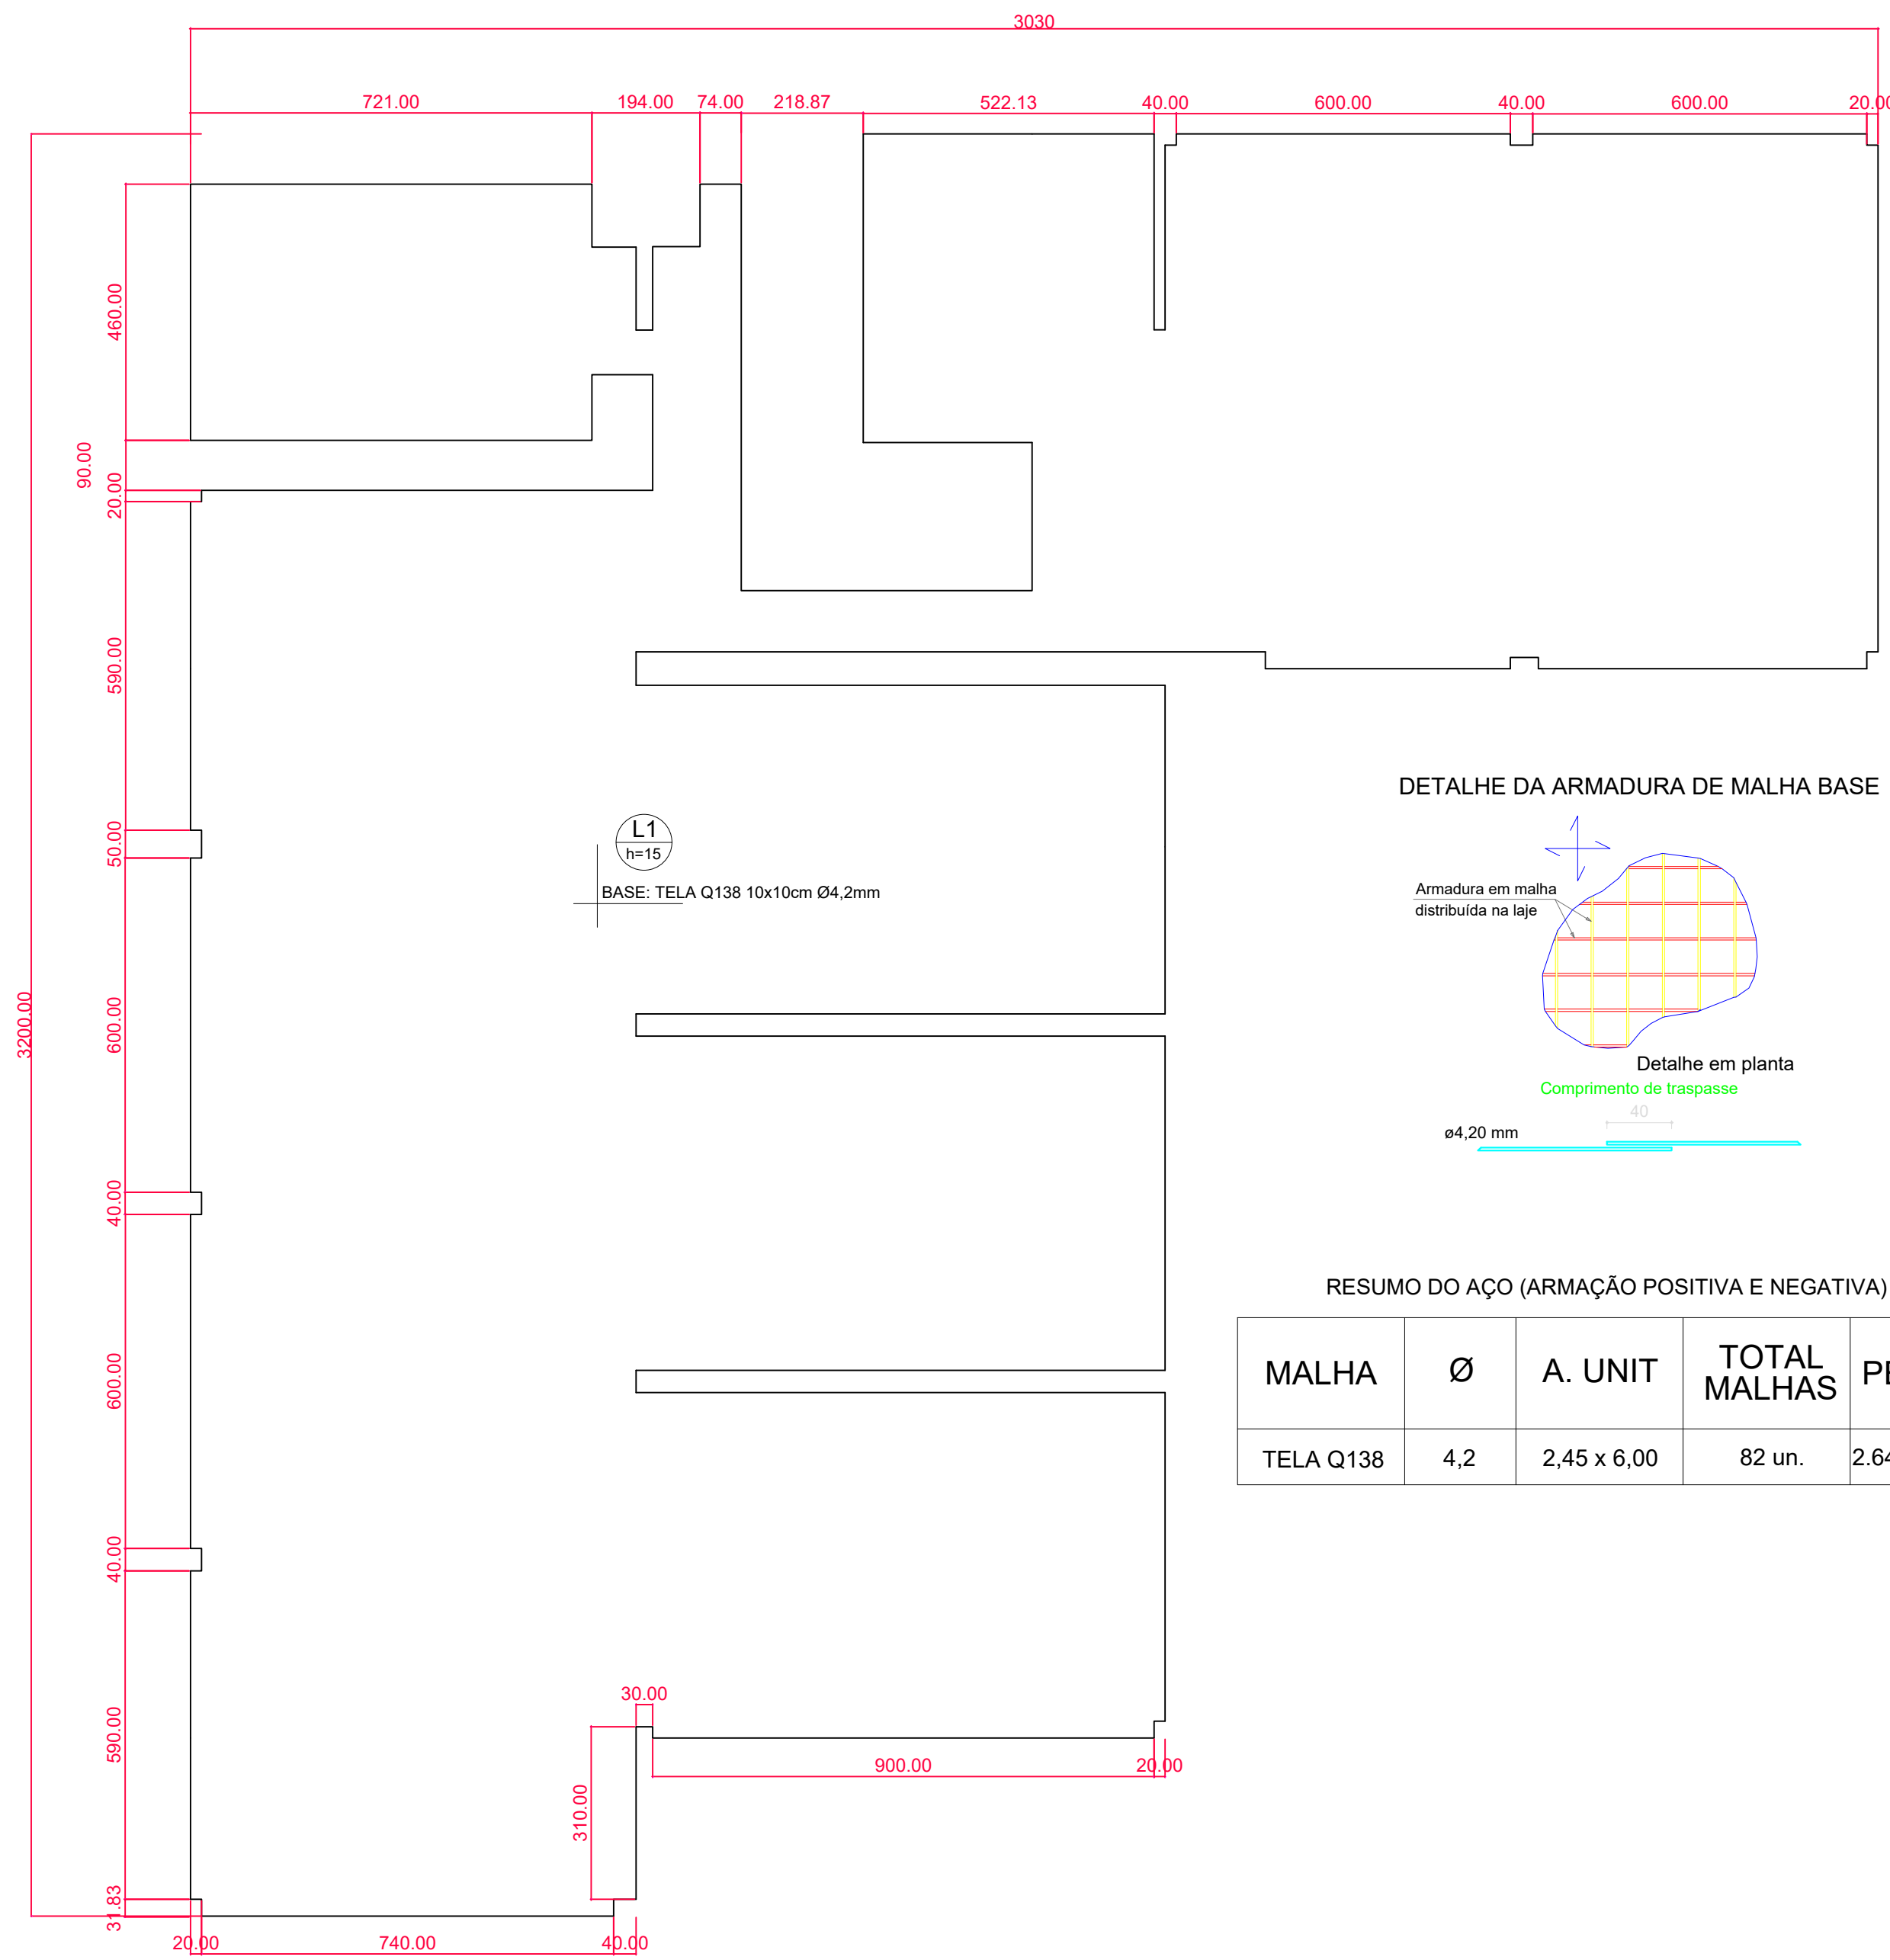 3030
721.00
194.00
74.00
218.87
522.13
40.00
600.00
40.00
600.00
20.00
460.00
90.00
20.00
590.00
50.00
3200.00
600.00
40.00
600.00
40.00
590.00
31.83
L1
h=15
BASE: TELA Q138 10x10cm Ø4,2mm
30.00
310.00
900.00
20.00
20.00
740.00
40.00
DETALHE DA ARMADURA DE MALHA BASE
Armadura em malha
distribuída na laje
Detalhe em planta
Comprimento de traspasse
40
ø4,20 mm
RESUMO DO AÇO (ARMAÇÃO POSITIVA E NEGATIVA)
MALHA Ø A. UNIT TOTAL
MALHAS
TELA Q138 4,2 2,45 x 6,00 82 un.